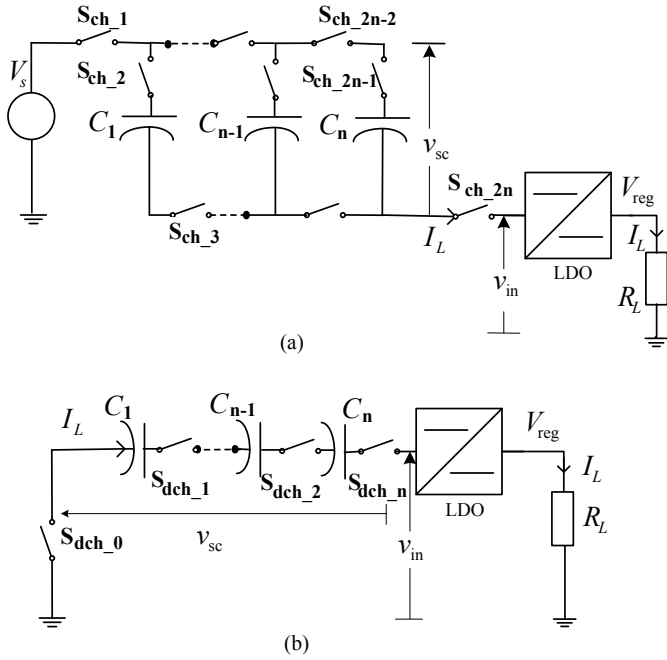 S_ch_1
S_ch_2n-2
V_s
S_ch_2
S_ch_2n-1
C_1
C_n-1
C_n
v_sc
S_ch_2n
V_reg
S_ch_3
I_L
I_L
LDO
v_in
R_L
(a)
C_1
C_n-1
C_n
I_L
V_reg
S_dch_1
S_dch_2
S_dch_n
I_L
LDO
S_dch_0
v_sc
v_in
R_L
(b)